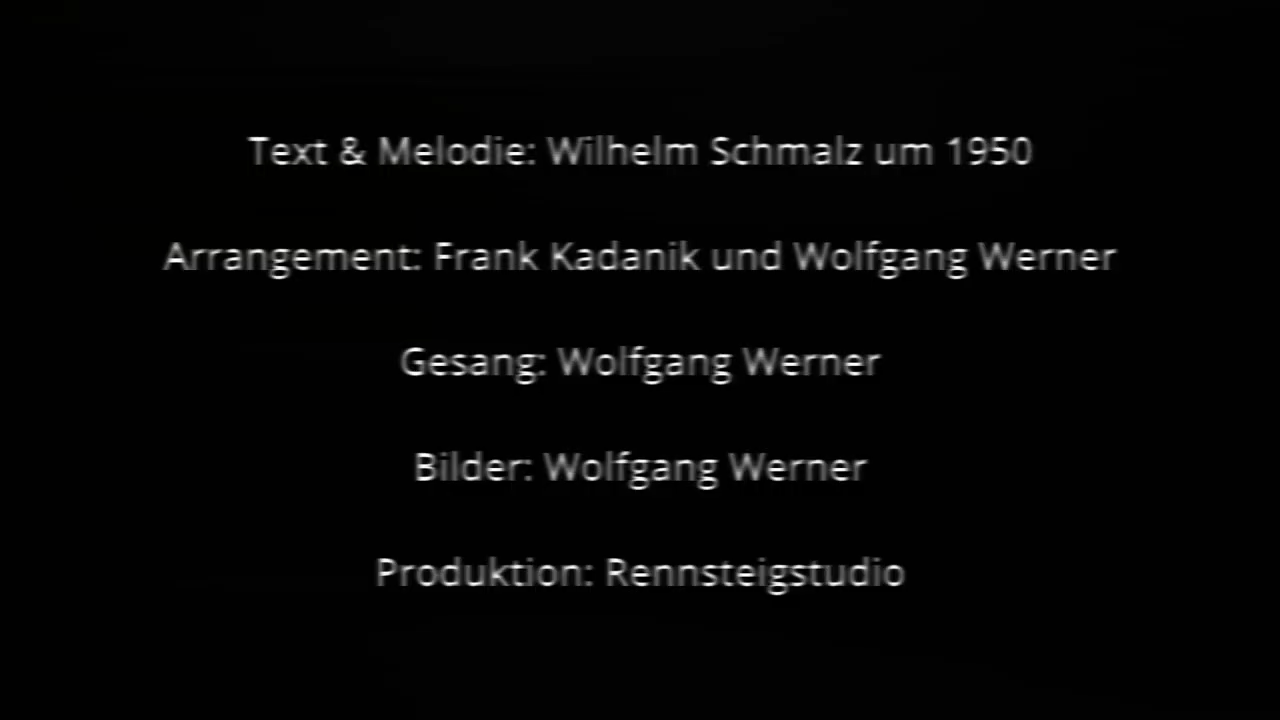 Text & Melodie: Wilhelm Schmalz um 1950
Arrangement: Frank Kadanik und Wolfgang Werner
Gesang: Wolfgang Werner
Bilder: Wolfgang Werner
Produktion: Rennsteigstudio